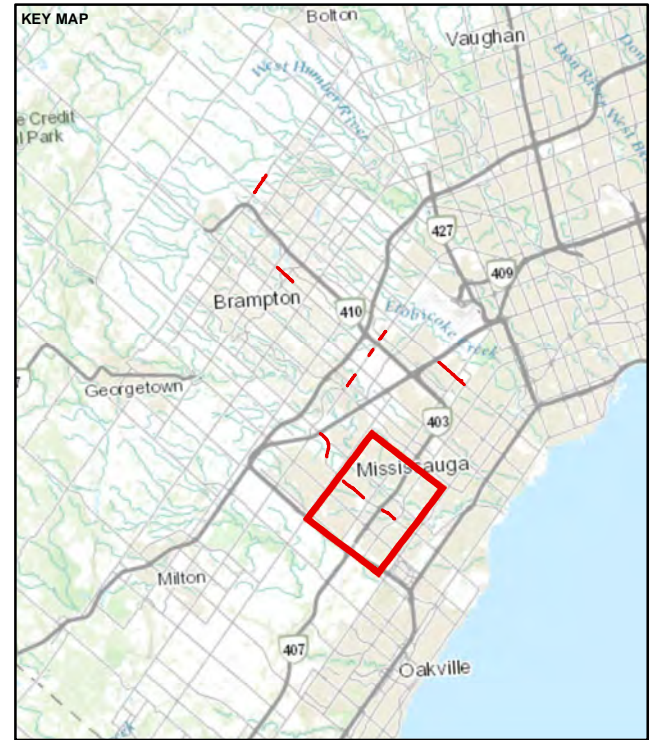 KEY MAP
Bolton
Vaughan
West Humber River
Don River West B
Don
e Credit
l Park
427
409
Brampton
410
Etobicoke Creek
Georgetown
403
Mississauga
Milton
407
Oakville